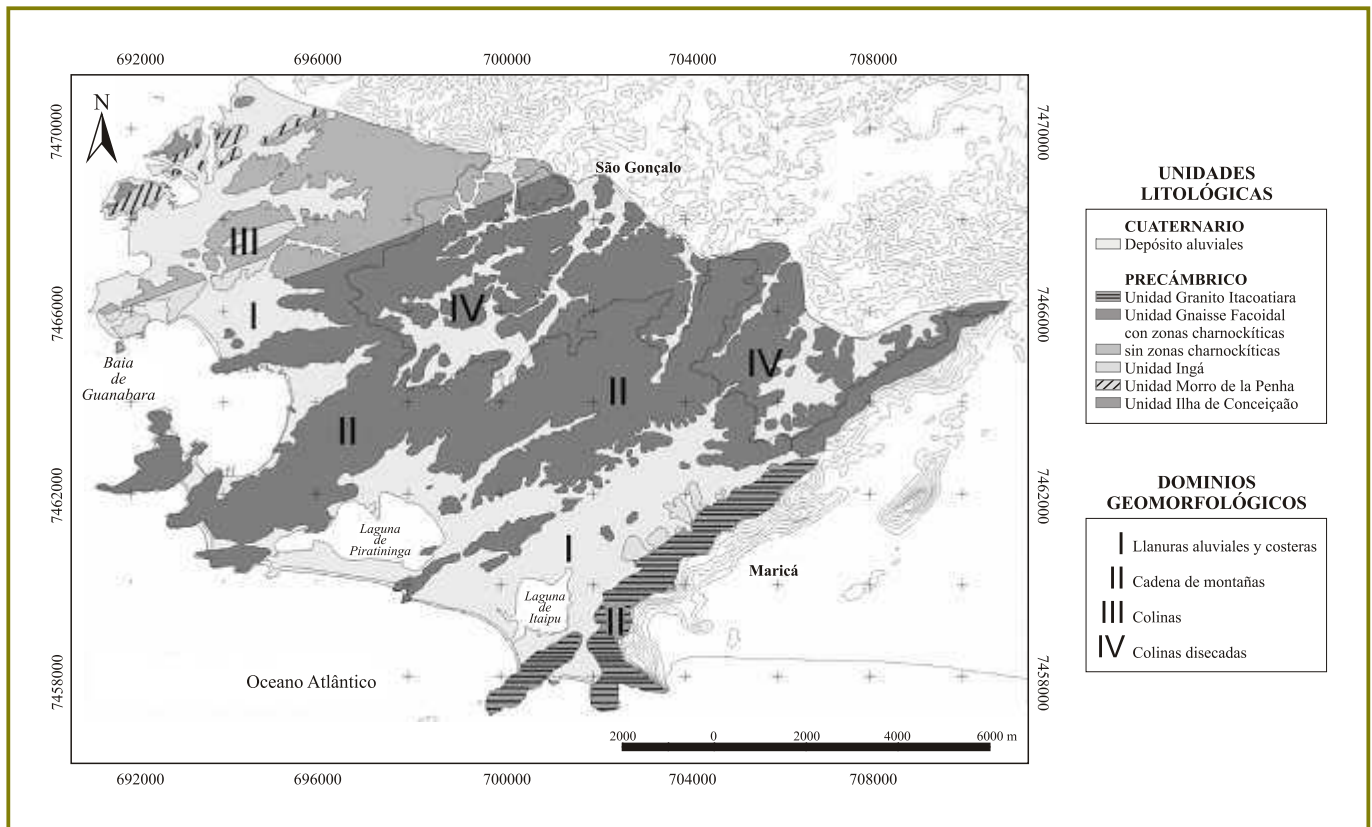 692000 696000 700000 704000 708000
N
7470000
7466000
7462000
7458000
São Gonçalo
III
I
IV
IV
Baia
de
Guanabara
II
II
Laguna
de
Piratininga
I
Maricá
Laguna
de
Itaipu
II
Oceano Atlântico
2000 0 2000 4000 6000 m
7470000
7466000
7462000
7458000
692000 696000 700000 704000 708000
UNIDADES
LITOLÓGICAS
CUATERNARIO
Depósito aluviales
PRECÁMBRICO
Unidad Granito Itacoatiara
Unidad Gnaisse Facoidal
con zonas charnockíticas
sin zonas charnockíticas
Unidad Ingá
Unidad Morro de la Penha
Unidad Ilha de Conceiçaão
DOMINIOS
GEOMORFOLÓGICOS
I Llanuras aluviales y costeras
II Cadena de montañas
III Colinas
IV Colinas disecadas